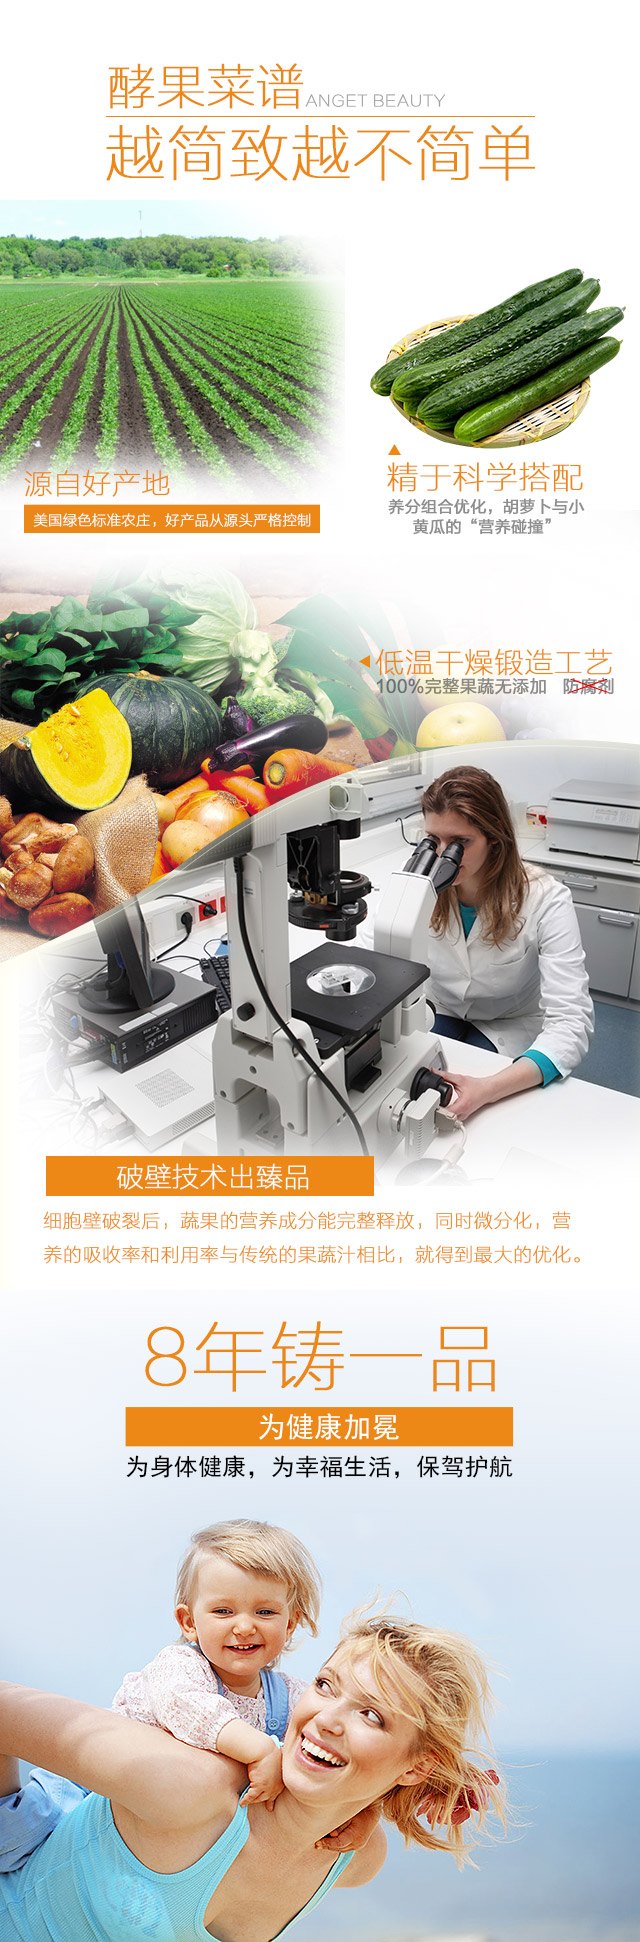 酵果菜谱 ANGET BEAUTY
越简致越不简单
源自好产地
美国绿色标准农庄，好产品从源头严格控制
精于科学搭配
养分组合优化，胡萝卜与小
黄瓜的“营养碰撞”
低温干燥锻造工艺
100%完整果蔬无添加 防腐剂
破壁技术出臻品
细胞壁破裂后，蔬果的营养成分能完整释放，同时微分化，营
养的吸收率和利用率与传统的果蔬汁相比，就得到最大的优化。
8年铸一品
为健康加冕
为身体健康，为幸福生活，保驾护航